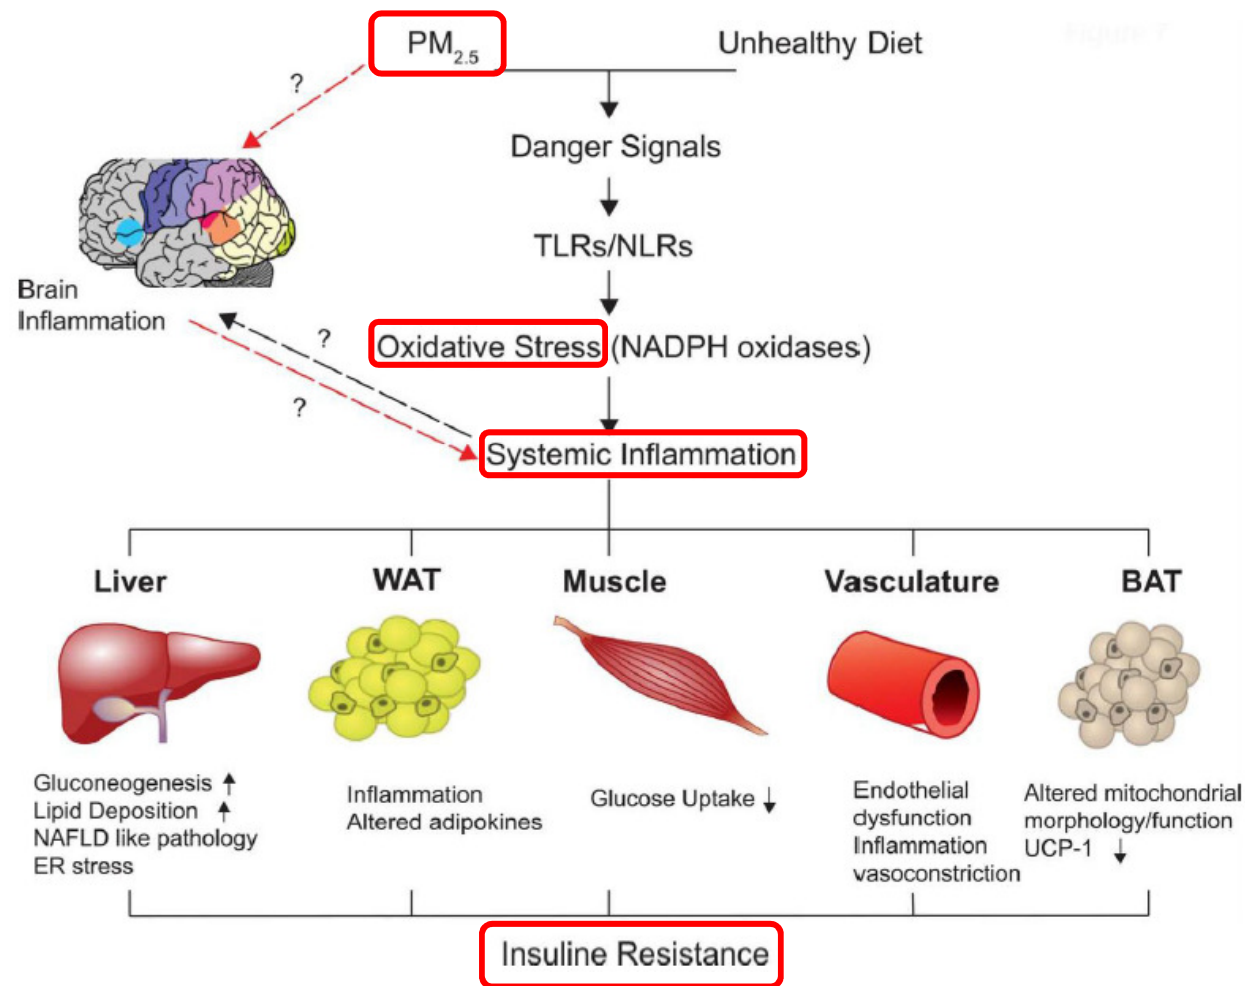 PM2.5
Unhealthy Diet
?
Danger Signals
TLRs/NLRs
Brain
Inflammation
?
Oxidative Stress (NADPH oxidases)
?
Systemic Inflammation
Liver
WAT
Muscle
Vasculature
BAT
Gluconeogenesis ↑
Lipid Deposition ↑
NAFLD like pathology
ER stress
Inflammation
Altered adipokines
Glucose Uptake ↓
Endothelial
dysfunction
Inflammation
vasoconstriction
Altered mitochondrial
morphology/function
UCP-1 ↓
Insuline Resistance